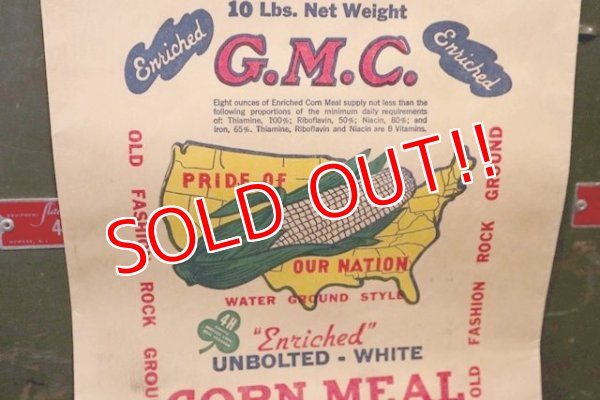 10 Lbs. Net Weight
Enriched
Enriched
G.M.C.
Eight ounces of Enriched Corn Meal supply not less than the
following proportions of the minimum daily requirements
of: Thiamine, 100%; Riboflavin, 50%; Niacin, 80%; and
Iron, 65%. Thiamine, Riboflavin and Niacin are B Vitamins.
OLD FASHION ROCK GROU
PRIDE OF
SOLD OUT!!
OUR NATION
WATER GROUND STYLE
OLD FASHION ROCK GROUND
4H
"Enriched"
UNBOLTED - WHITE
CORN MEAL